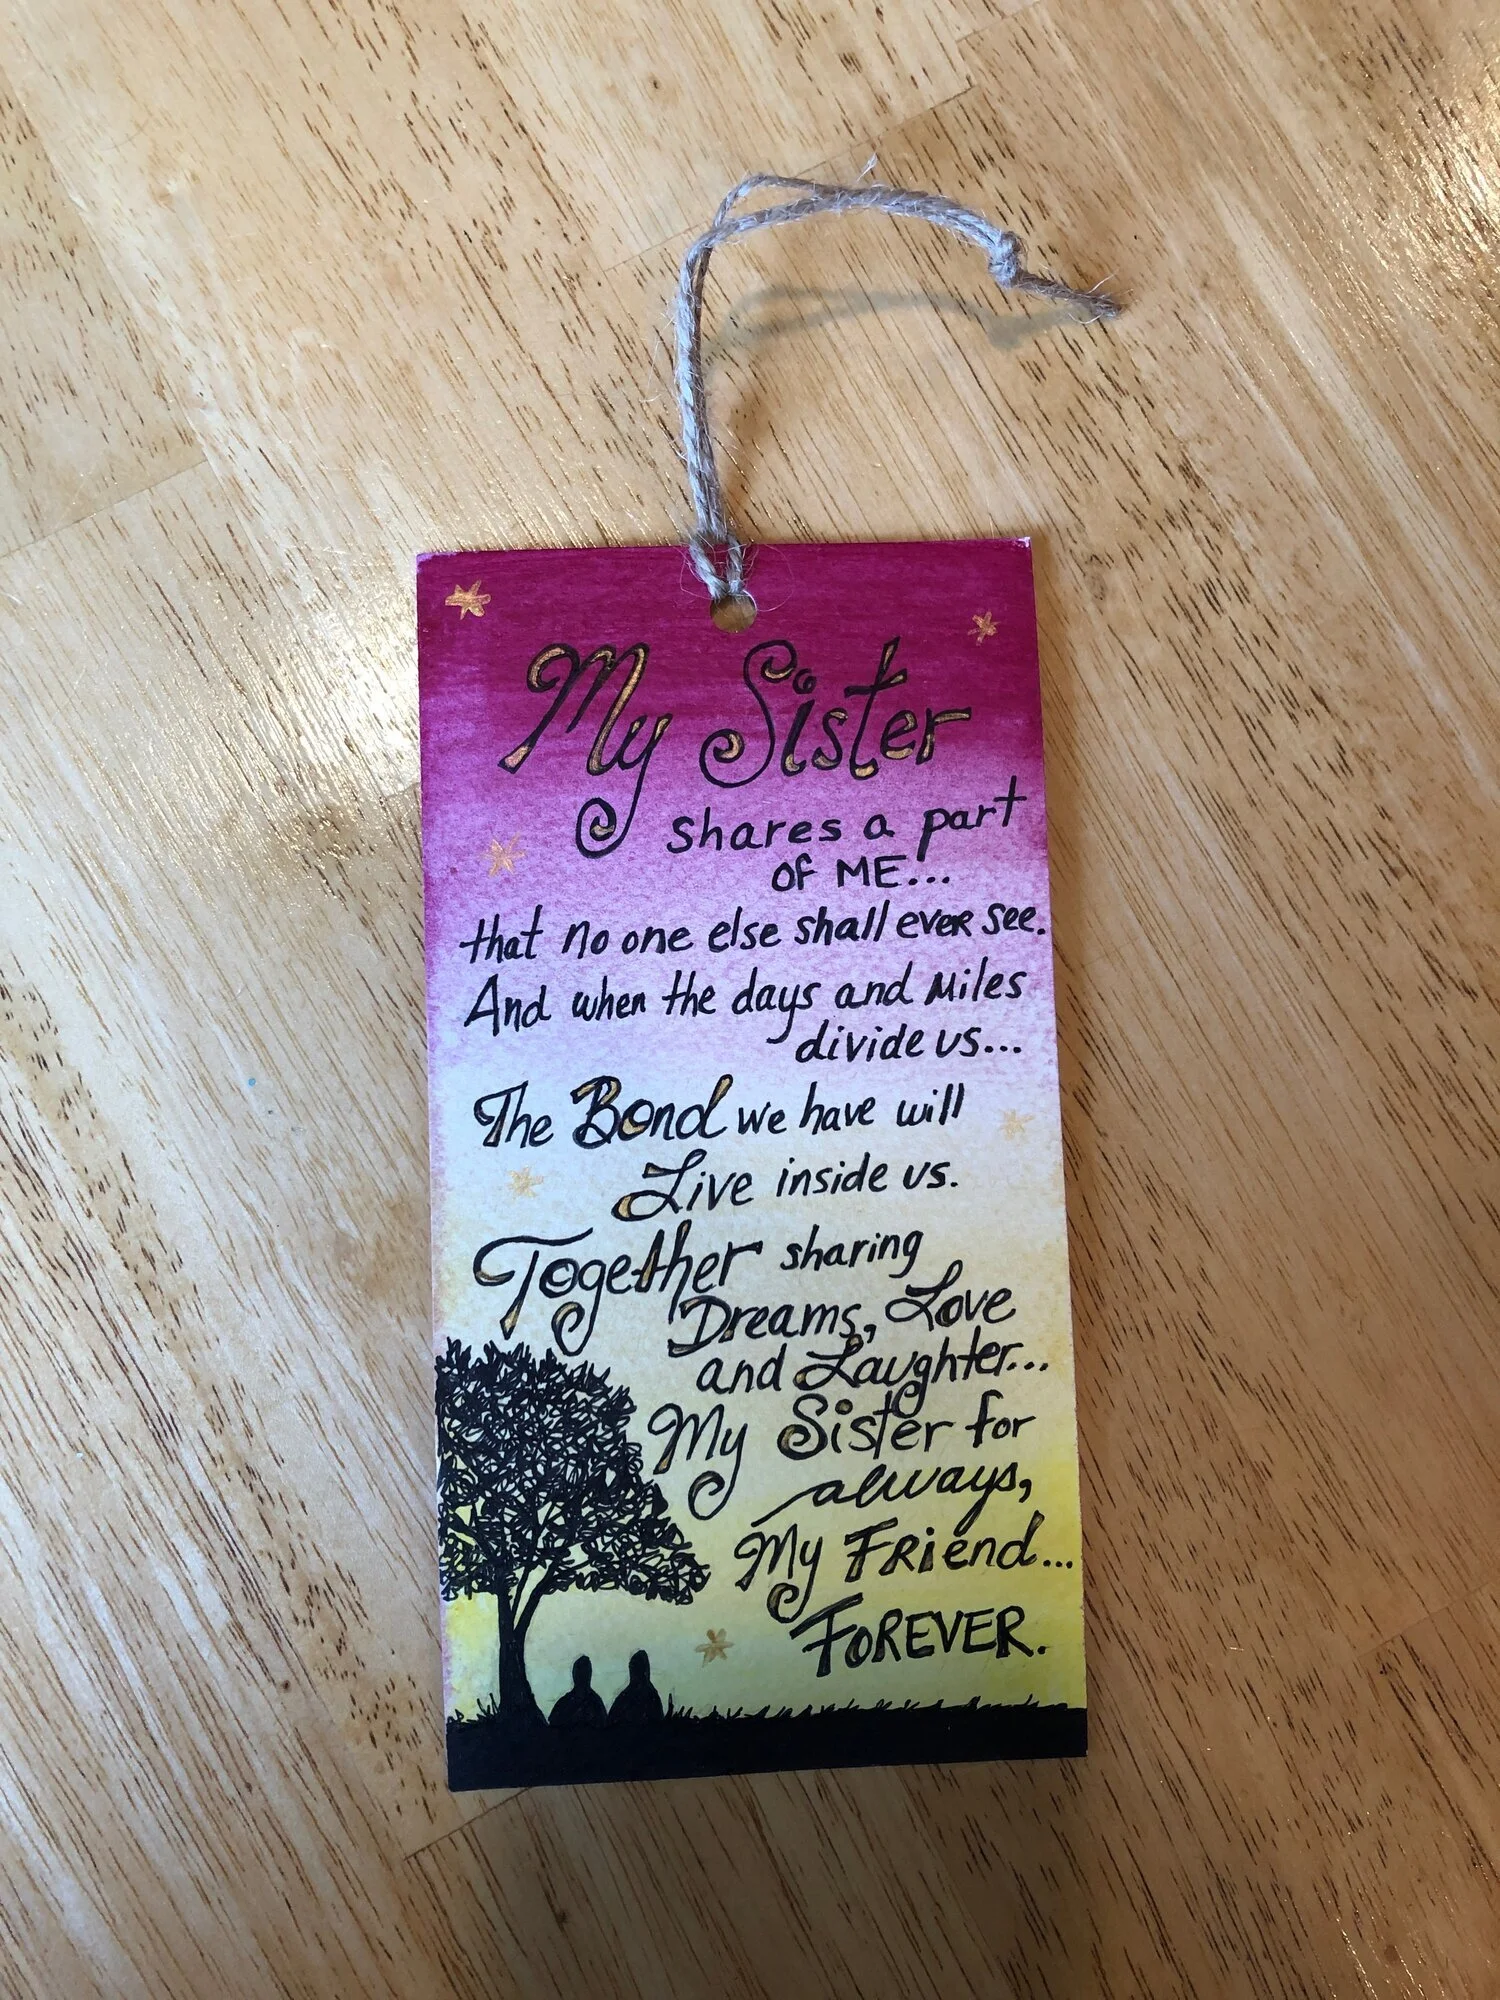 My Sister
shares a part
OF ME...
that no one else shall ever see.
And when the days and miles
divide us...
The Bond we have will
Live inside us.
Together sharing
Dreams, Love
and Laughter...
My Sister for
always,
My Friend...
FOREVER.